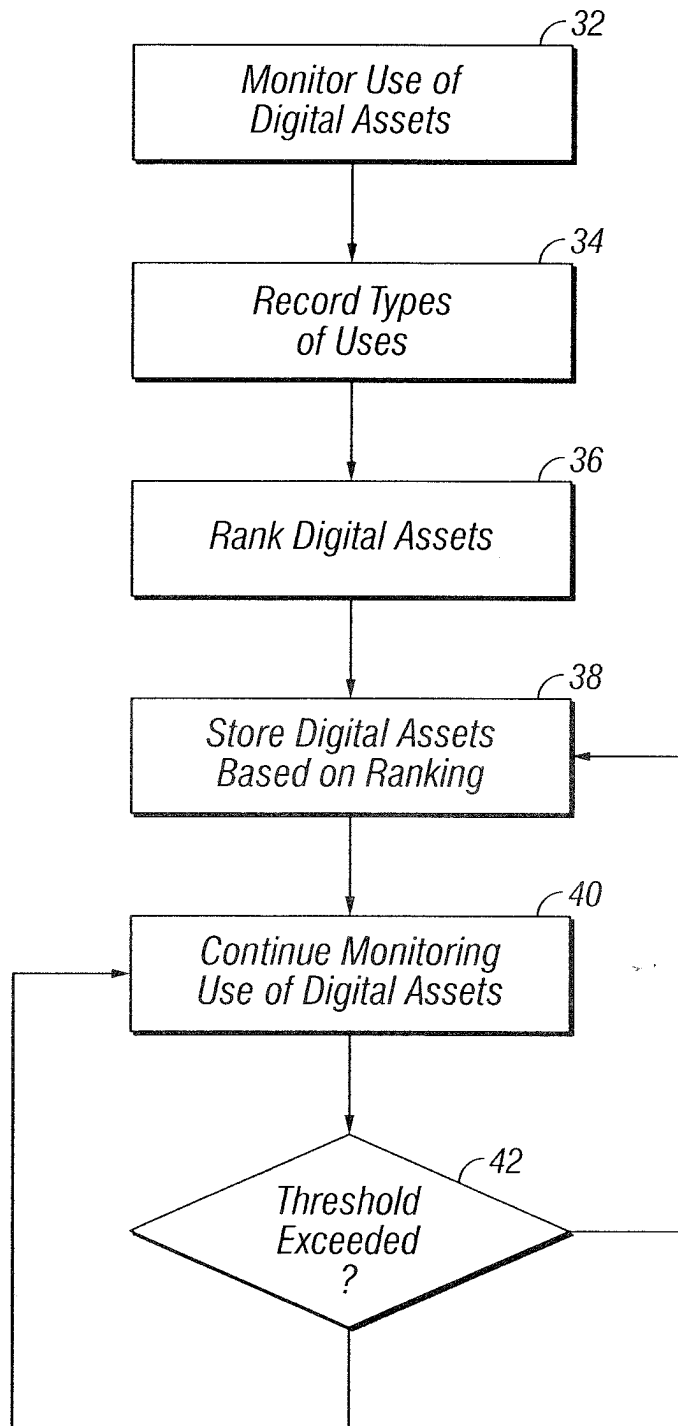 32
Monitor Use of
Digital Assets
34
Record Types
of Uses
36
Rank Digital Assets
38
Store Digital Assets
Based on Ranking
40
Continue Monitoring
Use of Digital Assets
42
Threshold
Exceeded
?